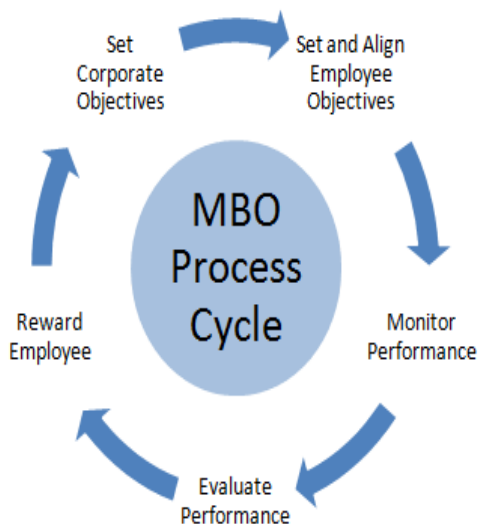 Set
Corporate
Objectives
Set and Align
Employee
Objectives
MBO
Process
Cycle
Reward
Employee
Monitor
Performance
Evaluate
Performance